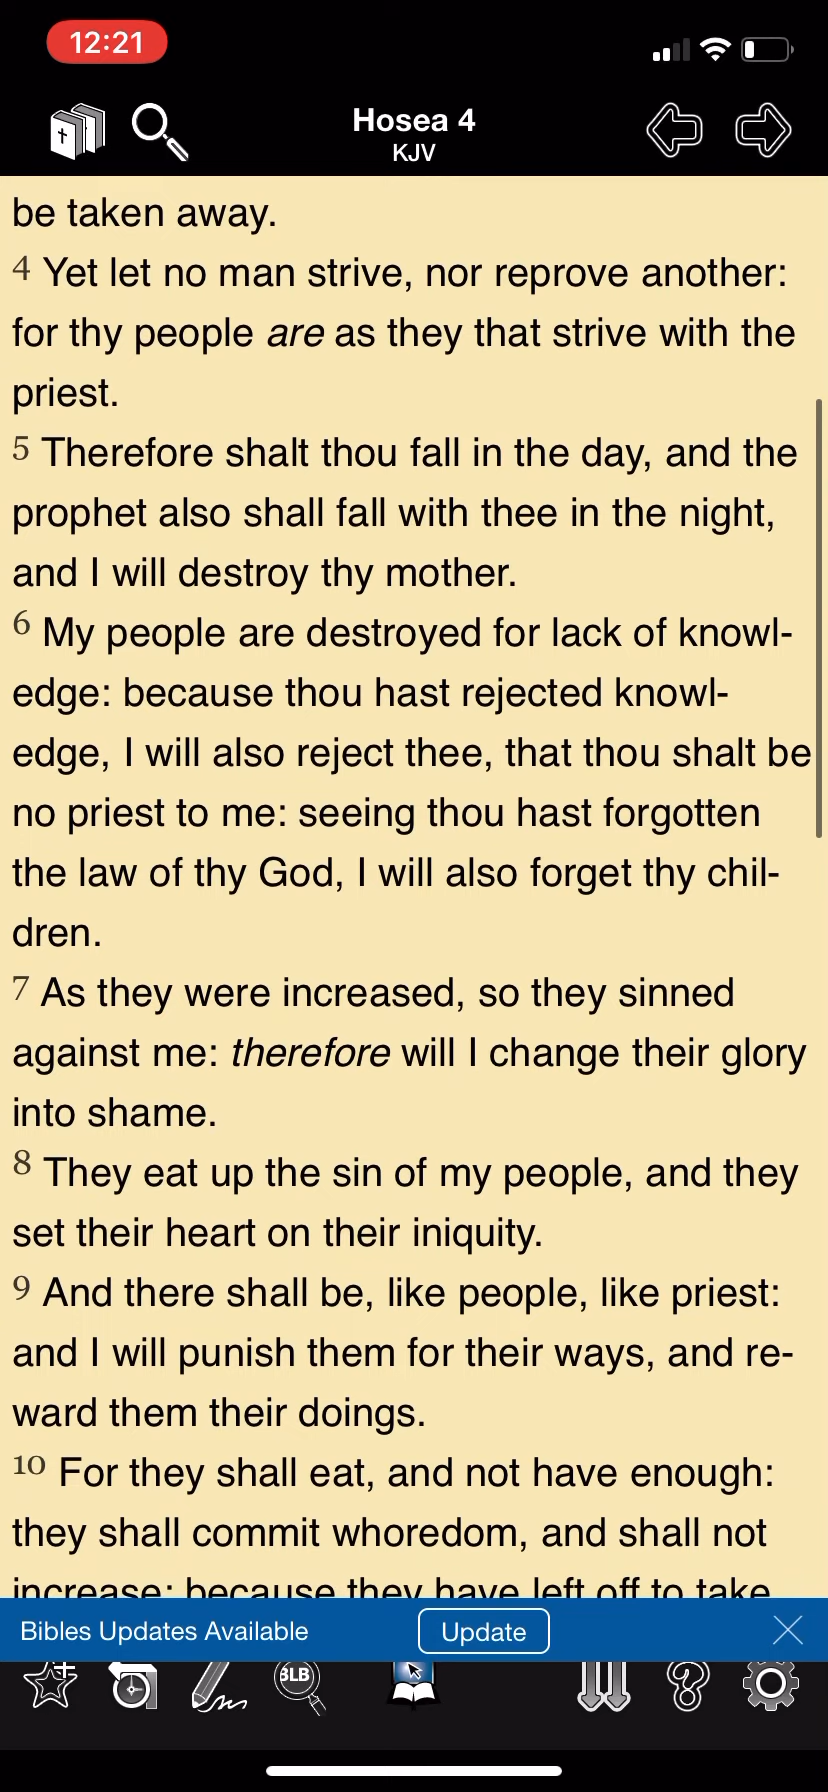 12:21
Hosea 4
KJV
be taken away.
4 Yet let no man strive, nor reprove another:
for thy people are as they that strive with the
priest.
5 Therefore shalt thou fall in the day, and the
prophet also shall fall with thee in the night,
and I will destroy thy mother.
6 My people are destroyed for lack of knowl-
edge: because thou hast rejected knowl-
edge, I will also reject thee, that thou shalt be
no priest to me: seeing thou hast forgotten
the law of thy God, I will also forget thy chil-
dren.
7 As they were increased, so they sinned
against me: therefore will I change their glory
into shame.
8 They eat up the sin of my people, and they
set their heart on their iniquity.
9 And there shall be, like people, like priest:
and I will punish them for their ways, and re-
ward them their doings.
10 For they shall eat, and not have enough:
they shall commit whoredom, and shall not
increase: because they have left off to take
Bibles Updates Available
Update
BLB